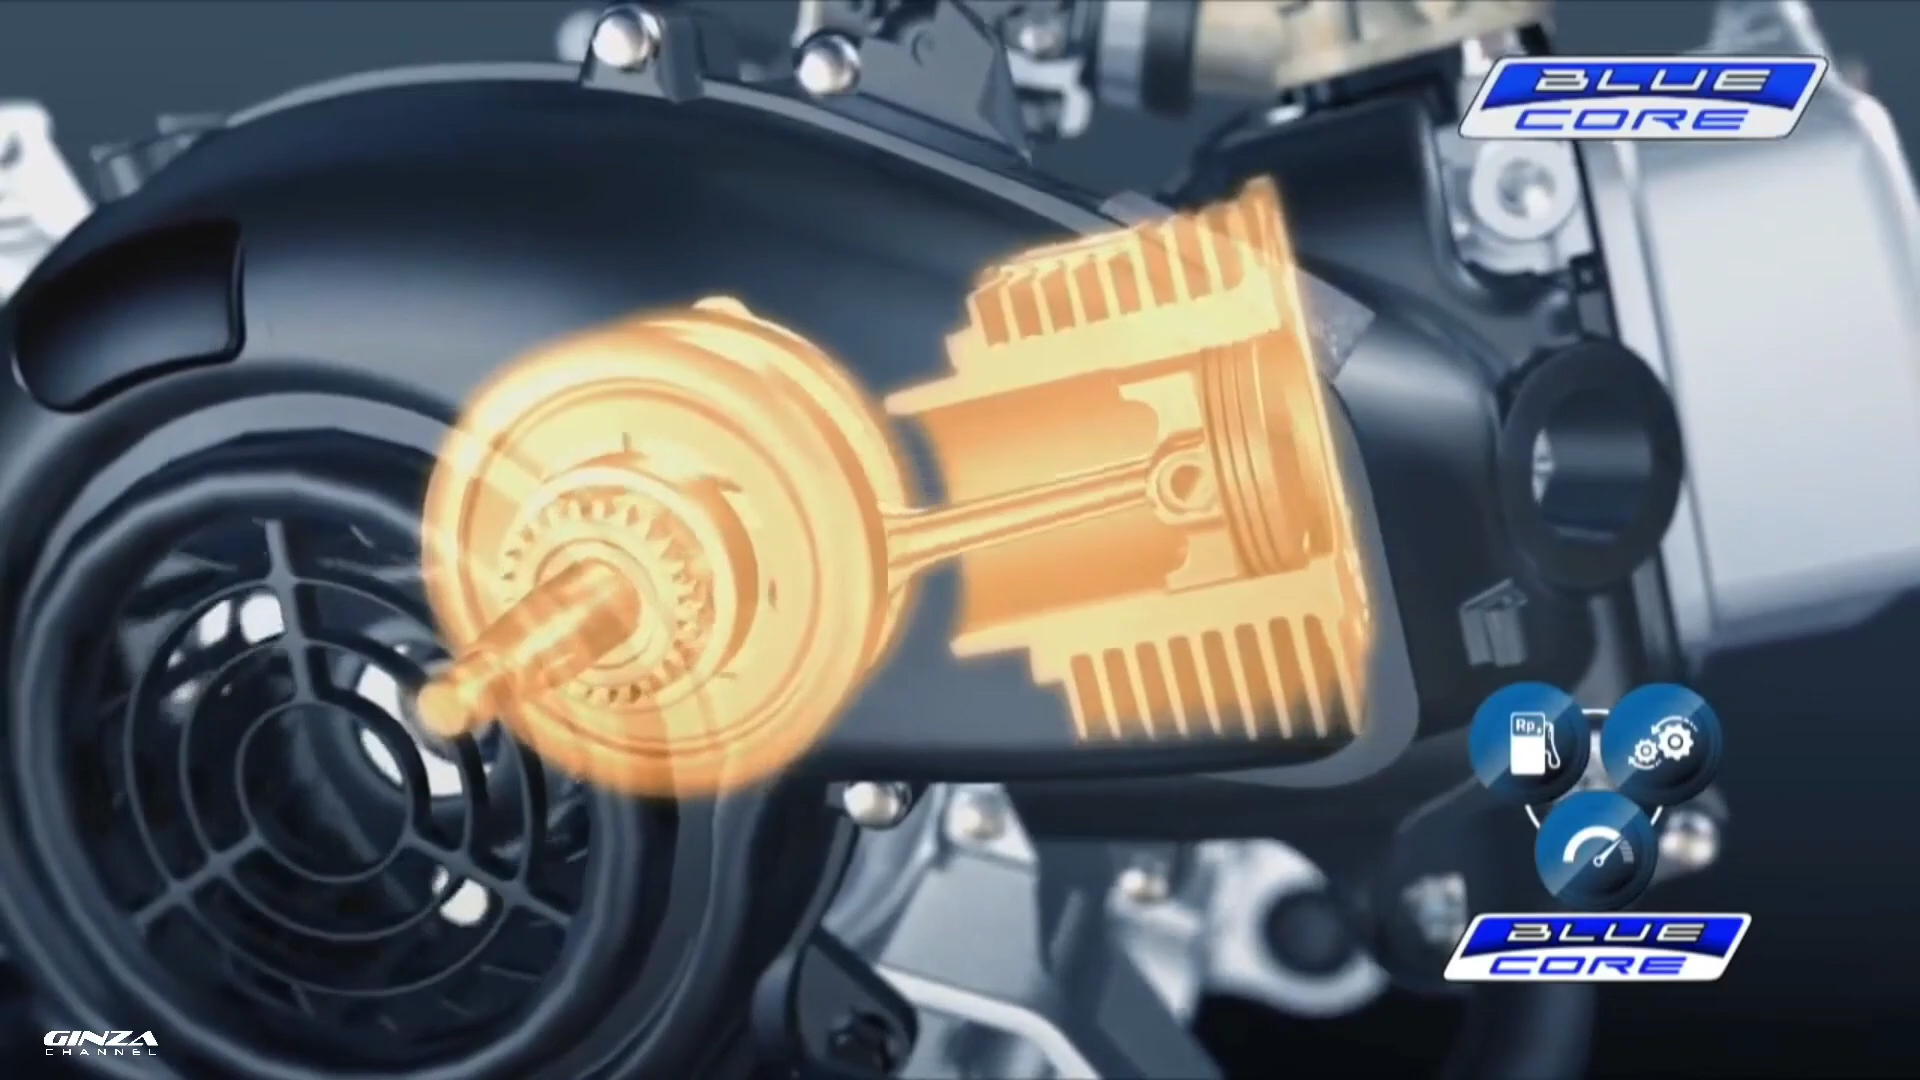 BLUE
CORE
Rp.
BLUE
CORE
GINZA
CHANNEL